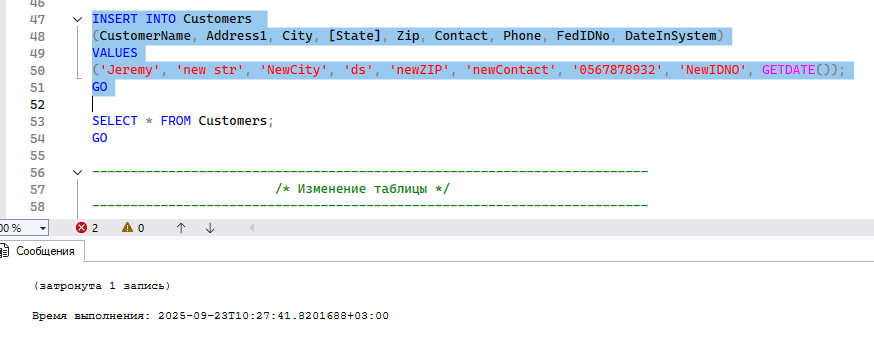 46
47 INSERT INTO Customers
48 (CustomerName, Address1, City, [State], Zip, Contact, Phone, FedIDNo, DateInSystem)
49 VALUES
50 ('Jeremy', 'new str', 'NewCity', 'ds', 'newZIP', 'newContact', '0567878932', 'NewIDNO', GETDATE());
51 GO
52
53 SELECT * FROM Customers;
54 GO
55
56 ------------------------------------------------------------------------
57 /* Изменение таблицы */
58 ------------------------------------------------------------------------
00 % 2 0
Сообщения
(затронута 1 запись)
Время выполнения: 2025-09-23T10:27:41.8201688+03:00